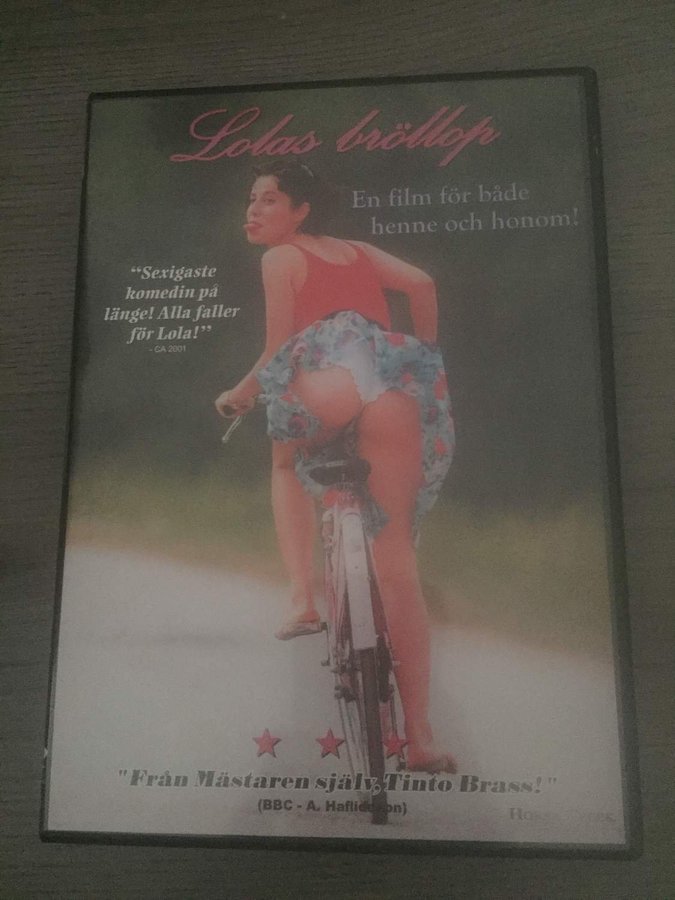 Lolas bröllop
En film för både
henne och honom!
"Sexigaste
komedin på
länge! Alla faller
för Lola!"
- CA 2001
"Från Mästaren själv, Tinto Brass!"
(BBC - A.